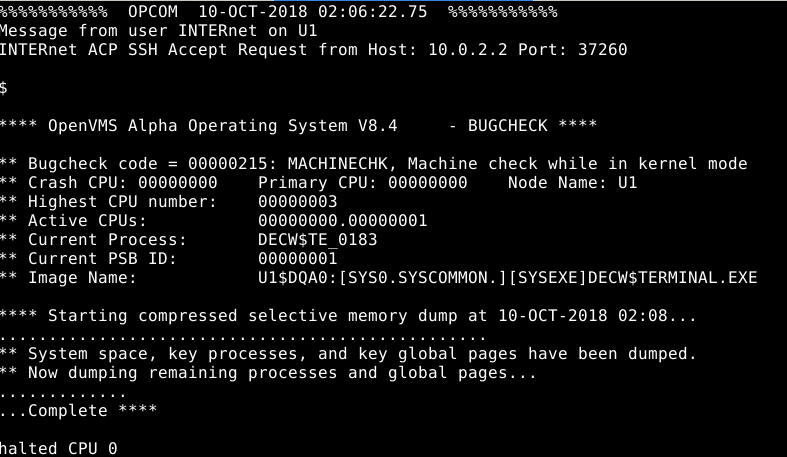 %%%%%%%%%%%  OPCOM  10-OCT-2018 02:06:22.75  %%%%%%%%%%%
Message from user INTERnet on U1
INTERnet ACP SSH Accept Request from Host: 10.0.2.2 Port: 37260
$
**** OpenVMS Alpha Operating System V8.4     - BUGCHECK ****
** Bugcheck code = 00000215: MACHINECHK, Machine check while in kernel mode
** Crash CPU: 00000000    Primary CPU: 00000000    Node Name: U1
** Highest CPU number:    00000003
** Active CPUs:           00000000.00000001
** Current Process:       DECW$TE_0183
** Current PSB ID:        00000001
** Image Name:            U1$DQA0:[SYS0.SYSCOMMON.][SYSEXE]DECW$TERMINAL.EXE
**** Starting compressed selective memory dump at 10-OCT-2018 02:08...
.................................................
** System space, key processes, and key global pages have been dumped.
** Now dumping remaining processes and global pages...
.............
...Complete ****
halted CPU 0